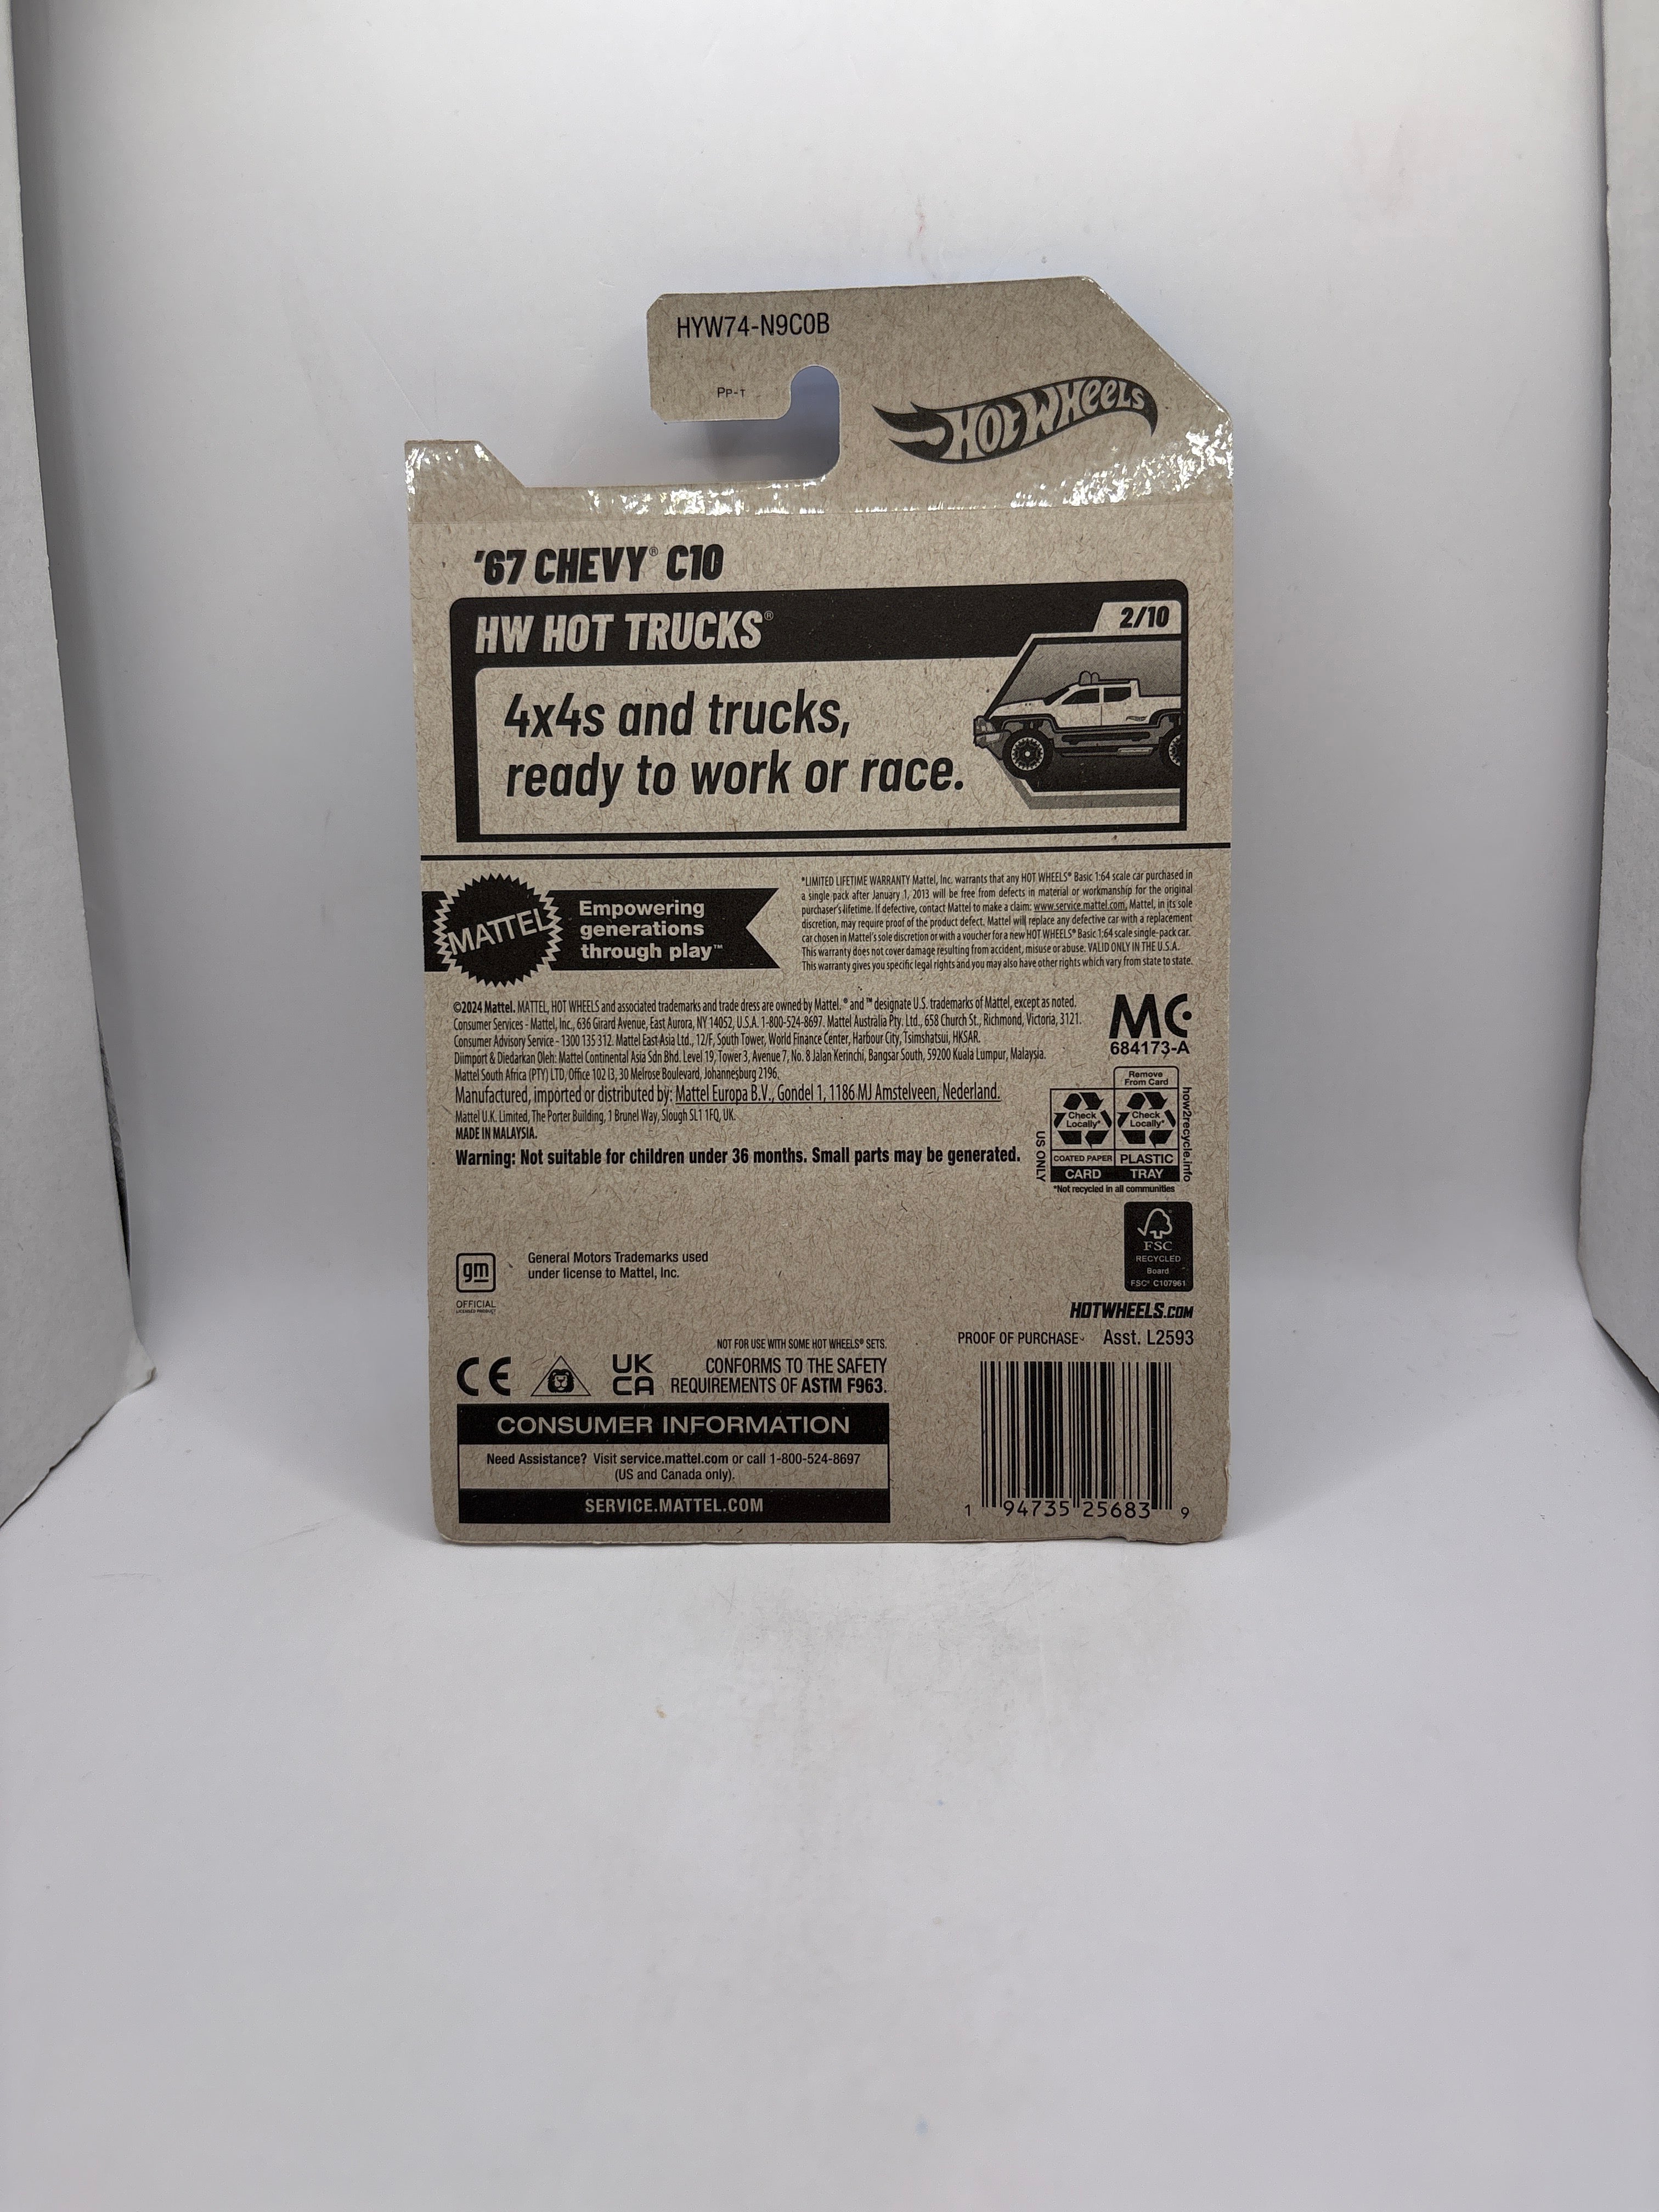 HYW74-N9C0B
PP-T
HOT WHEELS
'67 CHEVY® C10
HW HOT TRUCKS®
2/10
4x4s and trucks,
ready to work or race.
MATTEL
Empowering
generations
through play™
*LIMITED LIFETIME WARRANTY Mattel, Inc. warrants that any HOT WHEELS® Basic 1:64 scale car purchased in
a single pack after January 1, 2013 will be free from defects in material or workmanship for the original
purchaser's lifetime. If defective, contact Mattel to make a claim: www.service.mattel.com, Mattel, in its sole
discretion, may require proof of the product defect. Mattel will replace any defective car with a replacement
car chosen in Mattel's sole discretion or with a voucher for a new HOT WHEELS® Basic 1:64 scale single-pack car.
This warranty does not cover damage resulting from accident, misuse or abuse. VALID ONLY IN THE U.S.A.
This warranty gives you specific legal rights and you may also have other rights which vary from state to state.
©2024 Mattel. MATTEL, HOT WHEELS and associated trademarks and trade dress are owned by Mattel. ® and ™ designate U.S. trademarks of Mattel, except as noted.
Consumer Services - Mattel, Inc., 636 Girard Avenue, East Aurora, NY 14052, U.S.A. 1-800-524-8697. Mattel Australia Pty. Ltd., 658 Church St., Richmond, Victoria, 3121.
Consumer Advisory Service - 1300 135 312. Mattel East Asia Ltd., 12/F, South Tower, World Finance Center, Harbour City, Tsimshatsui, HKSAR.
Diimport & Diedarkan Oleh: Mattel Continental Asia Sdn Bhd. Level 19, Tower 3, Avenue 7, No. 8 Jalan Kerinchi, Bangsar South, 59200 Kuala Lumpur, Malaysia.
Mattel South Africa (PTY) LTD, Office 102 I3, 30 Melrose Boulevard, Johannesburg 2196.
Manufactured, imported or distributed by: Mattel Europa B.V., Gondel 1, 1186 MJ Amstelveen, Nederland.
Mattel U.K. Limited, The Porter Building, 1 Brunel Way, Slough SL1 1FQ, UK.
MADE IN MALAYSIA.
Warning: Not suitable for children under 36 months. Small parts may be generated.
MC
684173-A
Remove
From Card
Check
Locally*
Check
Locally*
COATED PAPER
PLASTIC
CARD
TRAY
US ONLY
how2recycle.info
*Not recycled in all communities
FSC
RECYCLED
Board
FSC® C107961
gm
OFFICIAL
LICENSED PRODUCT
General Motors Trademarks used
under license to Mattel, Inc.
HOTWHEELS.COM
PROOF OF PURCHASE Asst. L2593
NOT FOR USE WITH SOME HOT WHEELS® SETS.
CE
UK
CA
CONFORMS TO THE SAFETY
REQUIREMENTS OF ASTM F963.
CONSUMER INFORMATION
Need Assistance? Visit service.mattel.com or call 1-800-524-8697
(US and Canada only).
SERVICE.MATTEL.COM
1 94735 25683 9